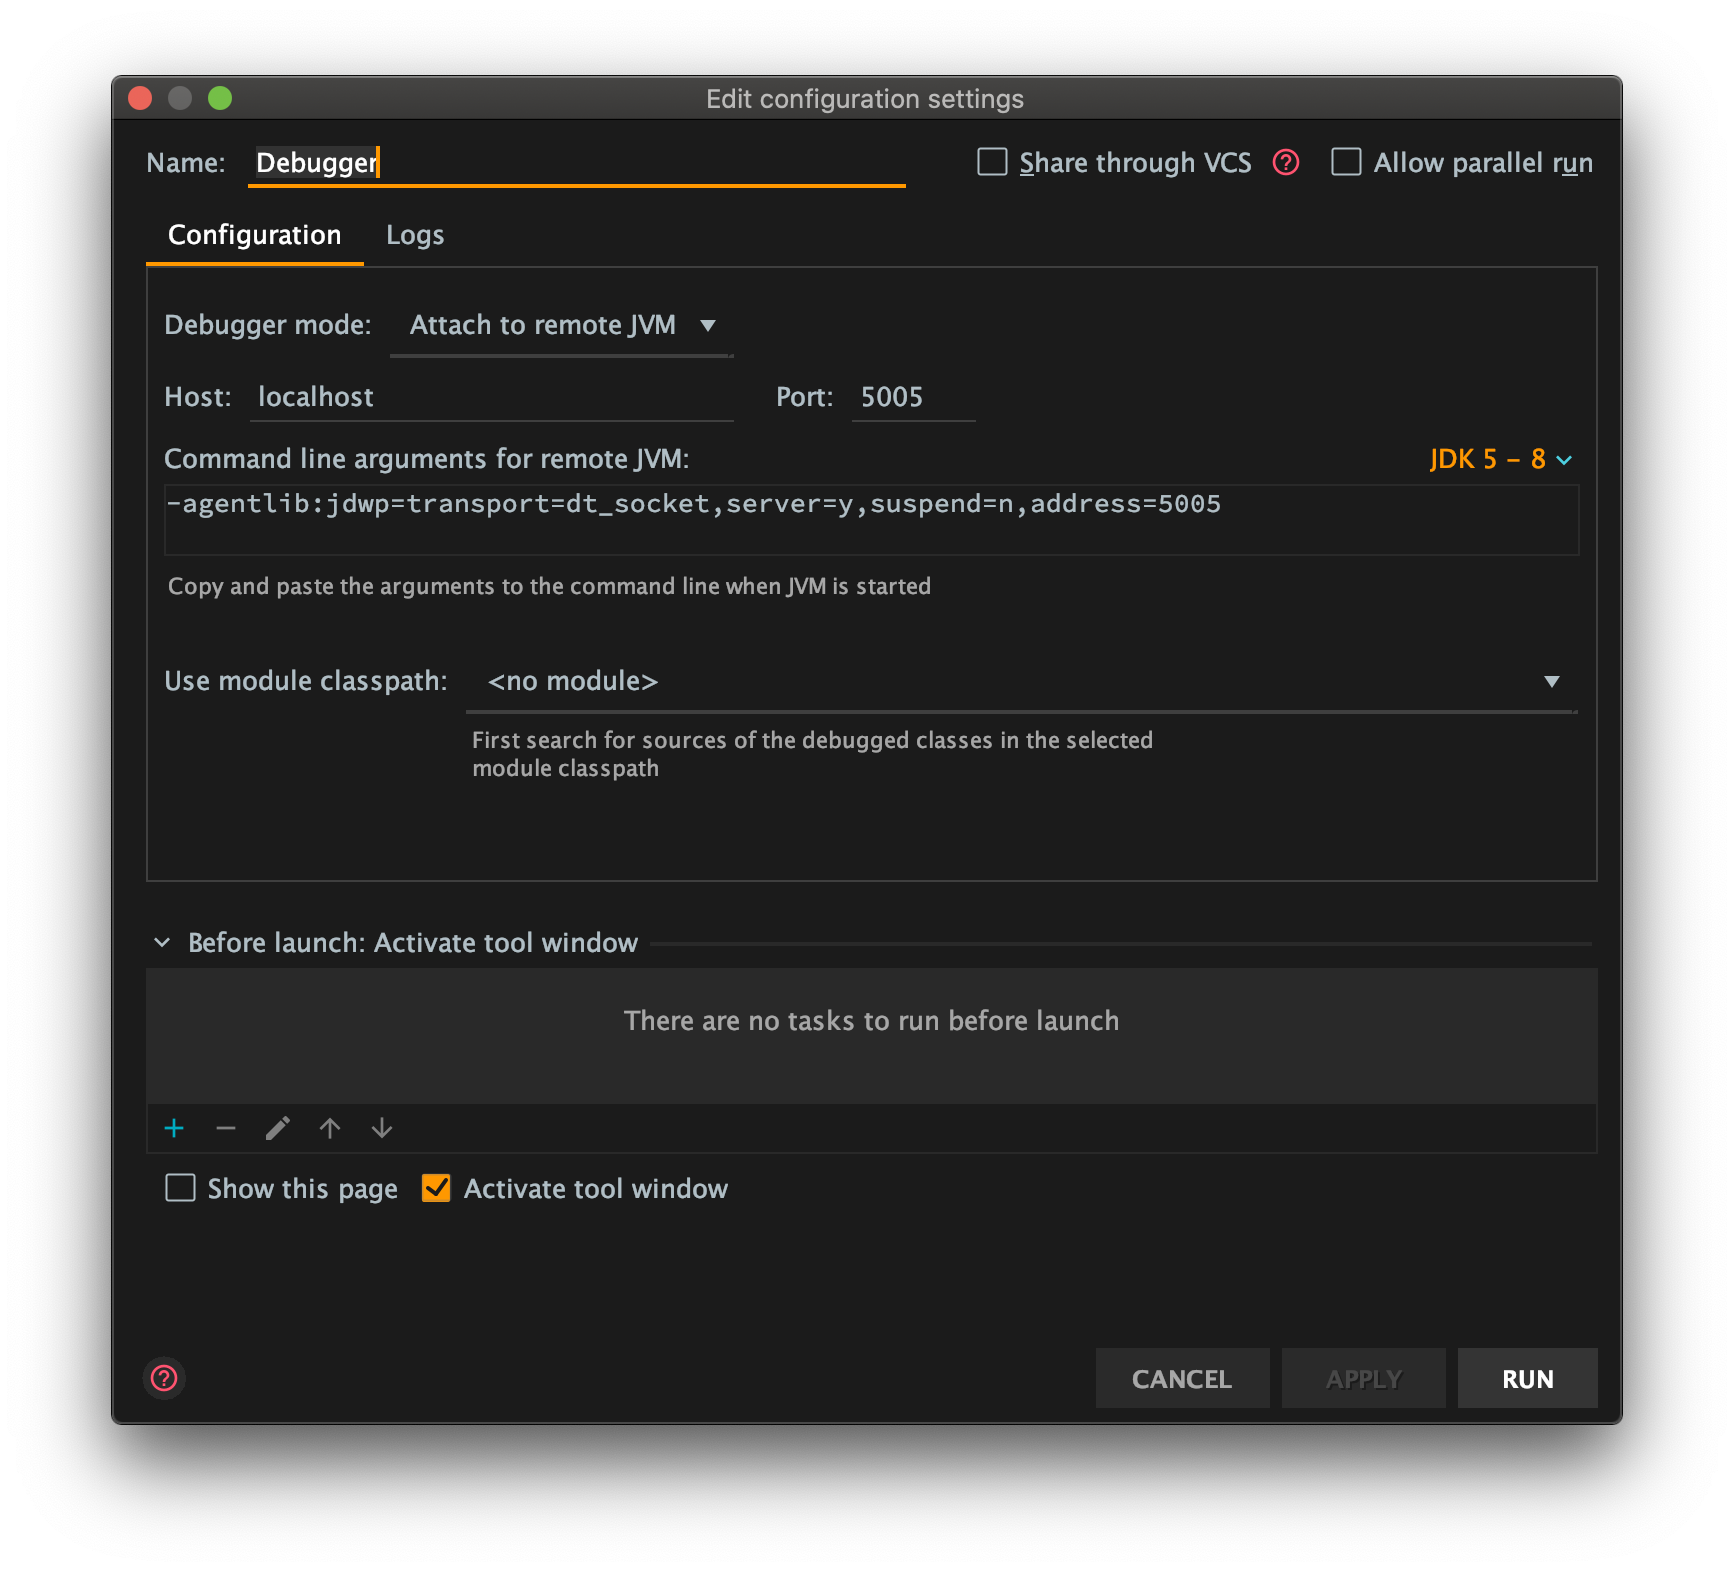 Edit configuration settings
Name: Debugger
Share through VCS ? Allow parallel run
Configuration Logs
Debugger mode: Attach to remote JVM
Host: localhost Port: 5005
Command line arguments for remote JVM: JDK 5 – 8
-agentlib:jdwp=transport=dt_socket,server=y,suspend=n,address=5005
Copy and paste the arguments to the command line when JVM is started
Use module classpath: <no module>
First search for sources of the debugged classes in the selected
module classpath
Before launch: Activate tool window
There are no tasks to run before launch
Show this page Activate tool window
? CANCEL APPLY RUN